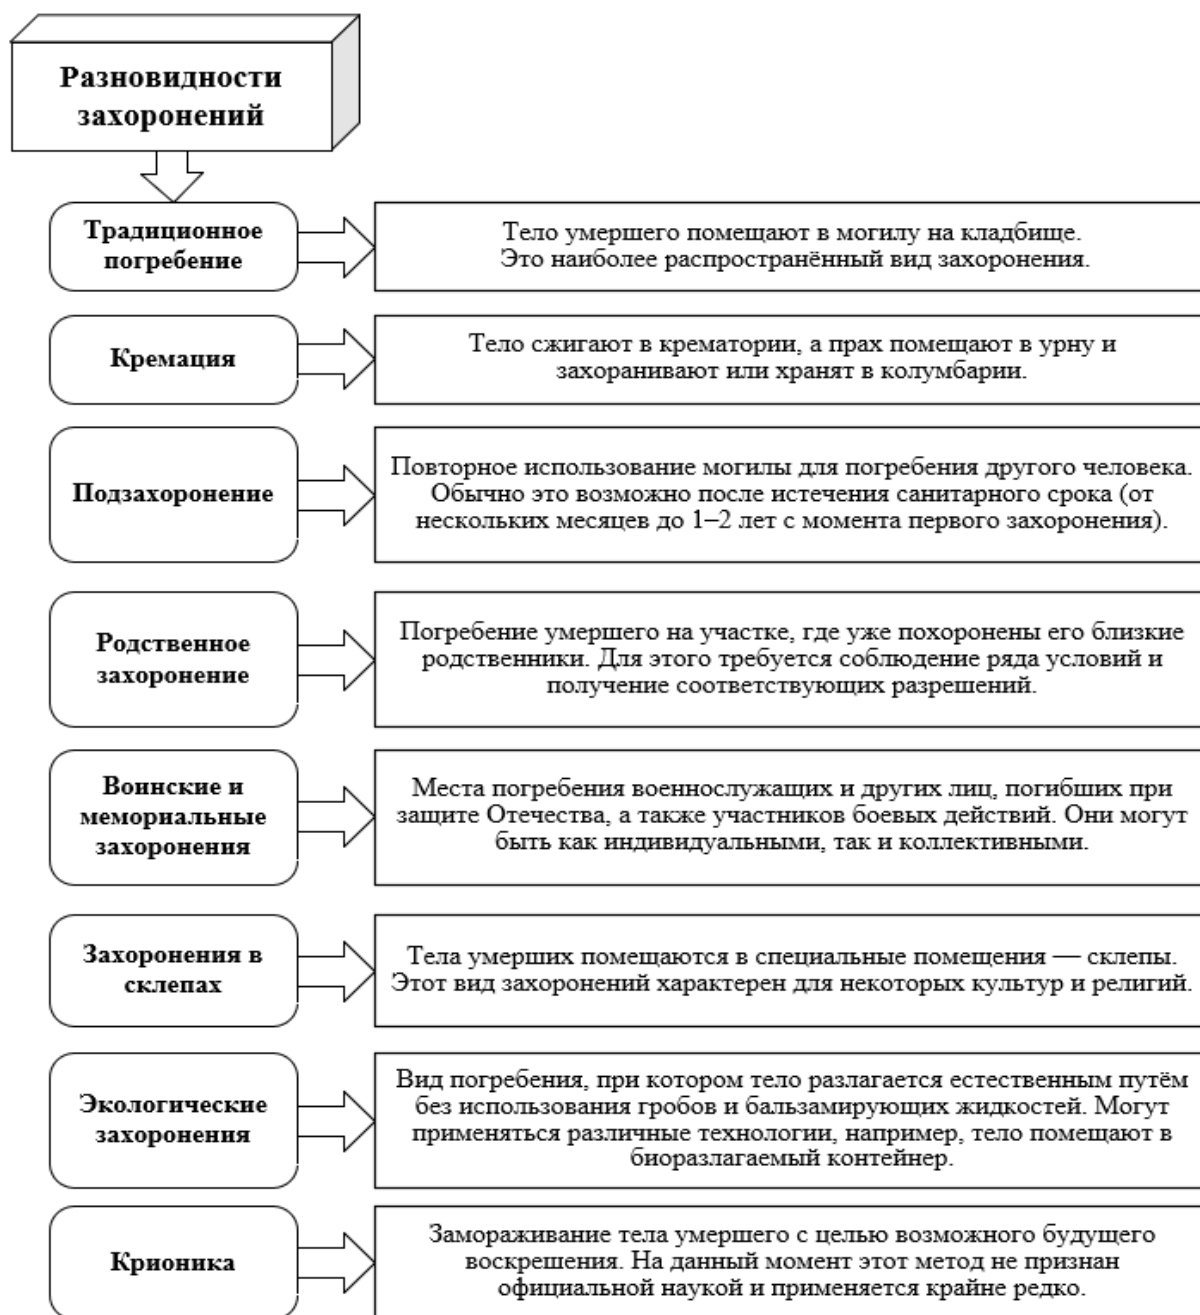 Разновидности
захоронений
Традиционное
погребение
Тело умершего помещают в могилу на кладбище.
Это наиболее распространённый вид захоронения.
Кремация
Тело сжигают в крематории, а прах помещают в урну и
захоранивают или хранят в колумбарии.
Подзахоронение
Повторное использование могилы для погребения другого человека.
Обычно это возможно после истечения санитарного срока (от
нескольких месяцев до 1–2 лет с момента первого захоронения).
Родственное
захоронение
Погребение умершего на участке, где уже похоронены его близкие
родственники. Для этого требуется соблюдение ряда условий и
получение соответствующих разрешений.
Воинские и
мемориальные
захоронения
Места погребения военнослужащих и других лиц, погибших при
защите Отечества, а также участников боевых действий. Они могут
быть как индивидуальными, так и коллективными.
Захоронения в
склепах
Тела умерших помещаются в специальные помещения — склепы.
Этот вид захоронений характерен для некоторых культур и религий.
Экологические
захоронения
Вид погребения, при котором тело разлагается естественным путём
без использования гробов и бальзамирующих жидкостей. Могут
применяться различные технологии, например, тело помещают в
биоразлагаемый контейнер.
Крионика
Замораживание тела умершего с целью возможного будущего
воскрешения. На данный момент этот метод не признан
официальной наукой и применяется крайне редко.